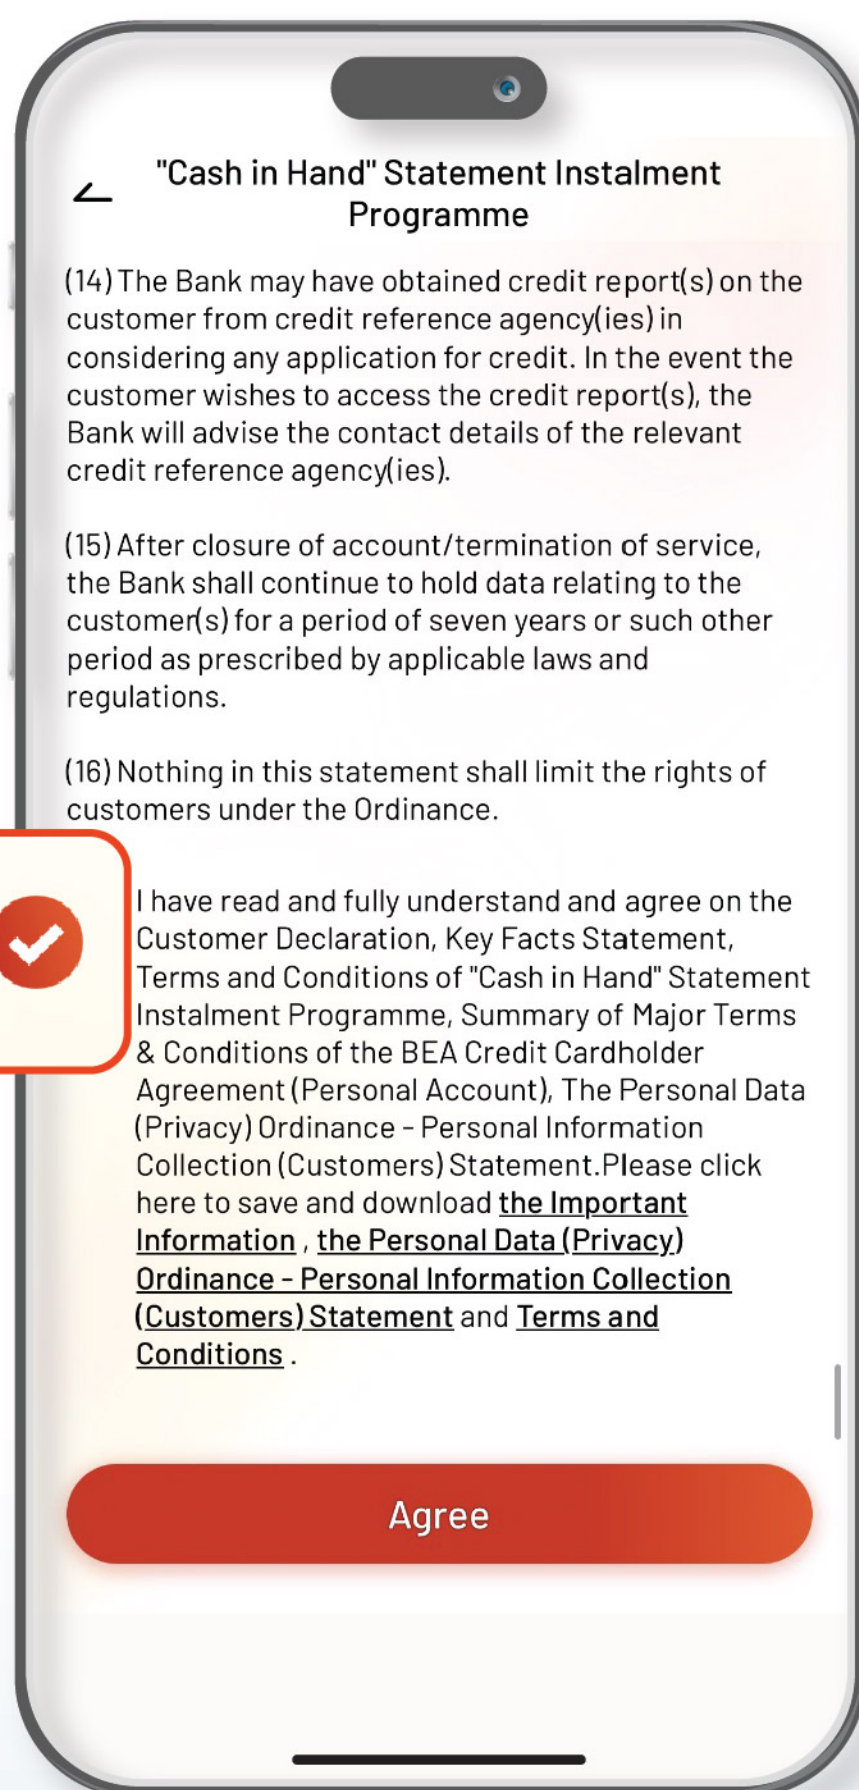 "Cash in Hand" Statement Instalment
Programme
(14) The Bank may have obtained credit report(s) on the
customer from credit reference agency(ies) in
considering any application for credit. In the event the
customer wishes to access the credit report(s), the
Bank will advise the contact details of the relevant
credit reference agency(ies).
(15) After closure of account/termination of service,
the Bank shall continue to hold data relating to the
customer(s) for a period of seven years or such other
period as prescribed by applicable laws and
regulations.
(16) Nothing in this statement shall limit the rights of
customers under the Ordinance.
I have read and fully understand and agree on the
Customer Declaration, Key Facts Statement,
Terms and Conditions of "Cash in Hand" Statement
Instalment Programme, Summary of Major Terms
& Conditions of the BEA Credit Cardholder
Agreement (Personal Account), The Personal Data
(Privacy) Ordinance - Personal Information
Collection (Customers) Statement.Please click
here to save and download the Important
Information , the Personal Data (Privacy)
Ordinance - Personal Information Collection
(Customers) Statement and Terms and
Conditions .
Agree